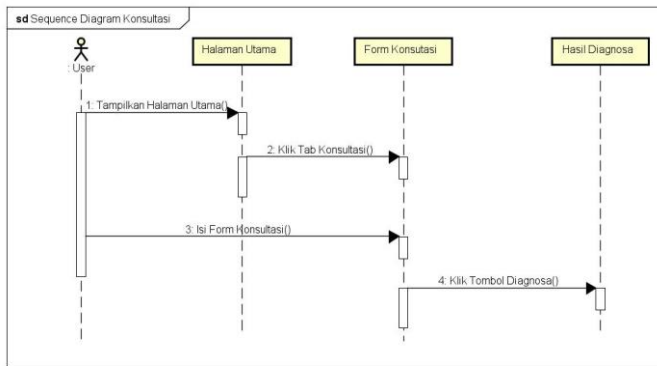 sd Sequence Diagram Konsultasi
: User
Halaman Utama
Form Konsutasi
Hasil Diagnosa
1: Tampilkan Halaman Utama()
2: Klik Tab Konsultasi()
3: Isi Form Konsultasi()
4: Klik Tombol Diagnosa()